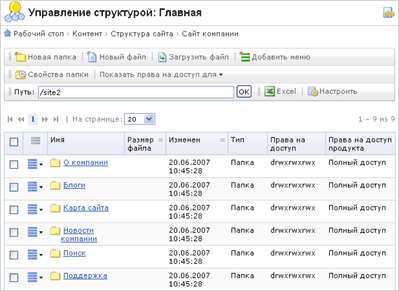 Управление структурой: Главная
Рабочий стол › Контент › Структура сайта › Сайт компании
Новая папка Новый файл Загрузить файл Добавить меню
Свойства папки Показать права на доступ для
Путь: /site2 OK Excel Настроить
1 На странице: 20 1 – 9 из 9
Имя Размер файла Изменен Тип Права на доступ Права на доступ продукта
О компании 20.06.2007 10:45:28 Папка drwxrwxrwx Полный доступ
Блоги 20.06.2007 10:45:28 Папка drwxrwxrwx Полный доступ
Карта сайта 20.06.2007 10:45:28 Папка drwxrwxrwx Полный доступ
Новости компании 20.06.2007 10:45:28 Папка drwxrwxrwx Полный доступ
Поиск 20.06.2007 10:45:28 Папка drwxrwxrwx Полный доступ
Поддержка 20.06.2007 10:45:28 Папка drwxrwxrwx Полный доступ